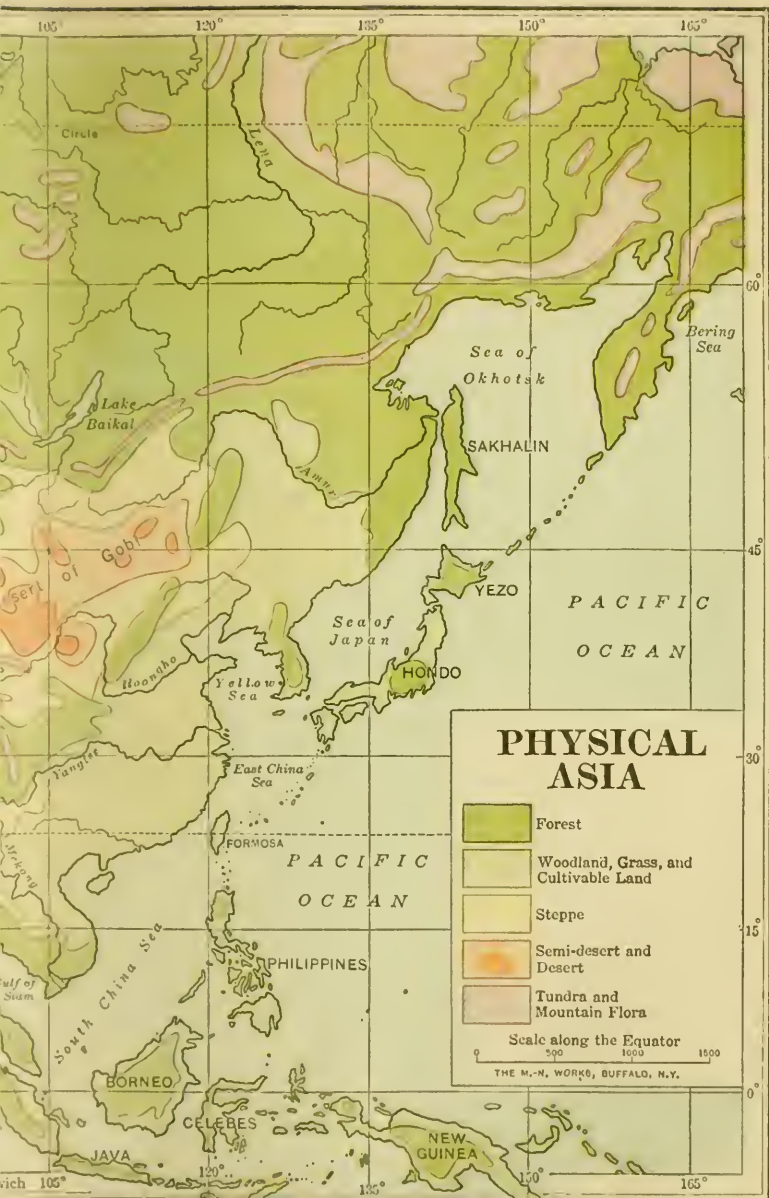 105° 120° 135° 150° 165°
Circle
Lena
60°
Bering
Sea
Sea of
Okhotsk
Lake
Baikal
SAKHALIN
Amur
45°
Desert of Gobi
YEZO
PACIFIC
OCEAN
Sea of
Japan
HONDO
Hoangho
Yellow
Sea
30°
Yangtse
East China
Sea
FORMOSA
PACIFIC
OCEAN
Mekong
15°
PHILIPPINES
Gulf of
Siam
South China Sea
BORNEO
0°
CELEBES
NEW
GUINEA
JAVA
105° 120° 135° 150° 165°
PHYSICAL
ASIA
Forest
Woodland, Grass, and
Cultivable Land
Steppe
Semi-desert and
Desert
Tundra and
Mountain Flora
Scale along the Equator
0 500 1000 1500
THE M.-N. WORKS, BUFFALO, N.Y.